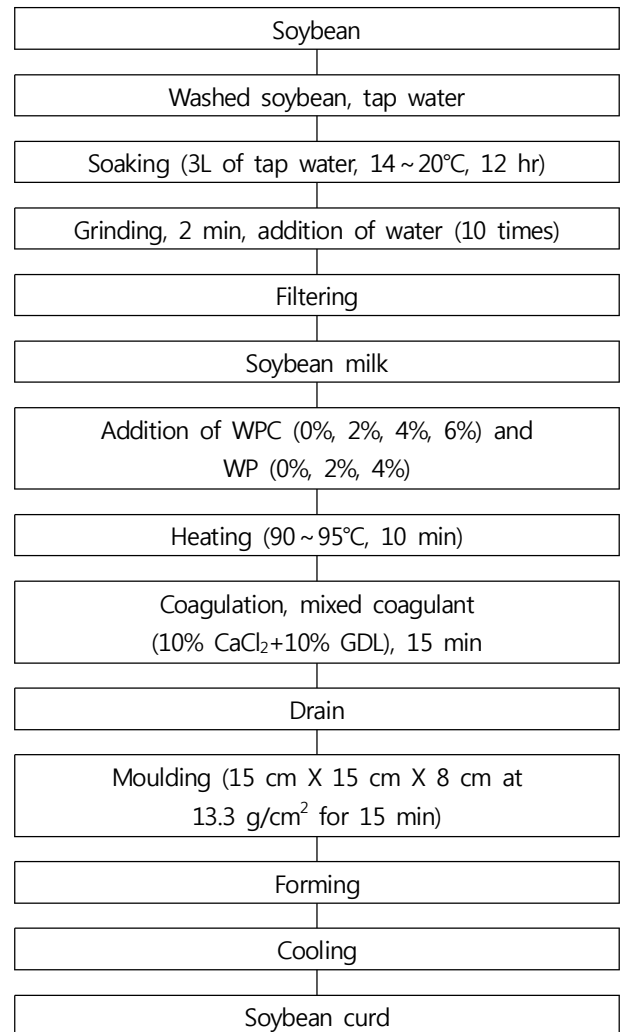 Soybean
Washed soybean, tap water
Soaking (3L of tap water, 14~20℃, 12 hr)
Grinding, 2 min, addition of water (10 times)
Filtering
Soybean milk
Addition of WPC (0%, 2%, 4%, 6%) and
WP (0%, 2%, 4%)
Heating (90~95℃, 10 min)
Coagulation, mixed coagulant
(10% CaCl₂+10% GDL), 15 min
Drain
Moulding (15 cm X 15 cm X 8 cm at
13.3 g/cm² for 15 min)
Forming
Cooling
Soybean curd